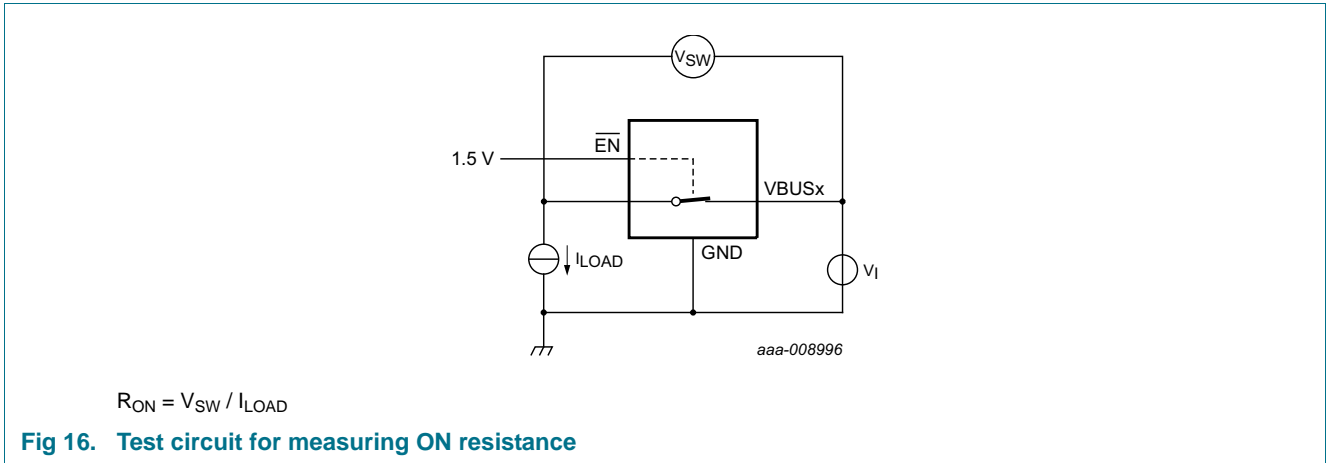 VSW
EN
1.5 V
VBUSx
ILOAD
GND
VI
aaa-008996
RON = VSW / ILOAD
Fig 16. Test circuit for measuring ON resistance